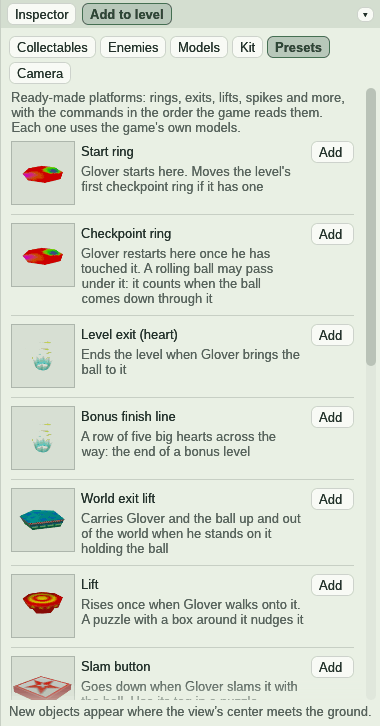 Inspector
Add to level
Collectables
Enemies
Models
Kit
Presets
Camera
Ready-made platforms: rings, exits, lifts, spikes and more,
with the commands in the order the game reads them.
Each one uses the game's own models.
Start ring
Add
Glover starts here. Moves the level's
first checkpoint ring if it has one
Checkpoint ring
Add
Glover restarts here once he has
touched it. A rolling ball may pass
under it: it counts when the ball
comes down through it
Level exit (heart)
Add
Ends the level when Glover brings the
ball to it
Bonus finish line
Add
A row of five big hearts across the
way: the end of a bonus level
World exit lift
Add
Carries Glover and the ball up and out
of the world when he stands on it
holding the ball
Lift
Add
Rises once when Glover walks onto it.
A puzzle with a box around it nudges it
Slam button
Add
Goes down when Glover slams it with
the ball. Use its tag in a puzzle
New objects appear where the view's center meets the ground.